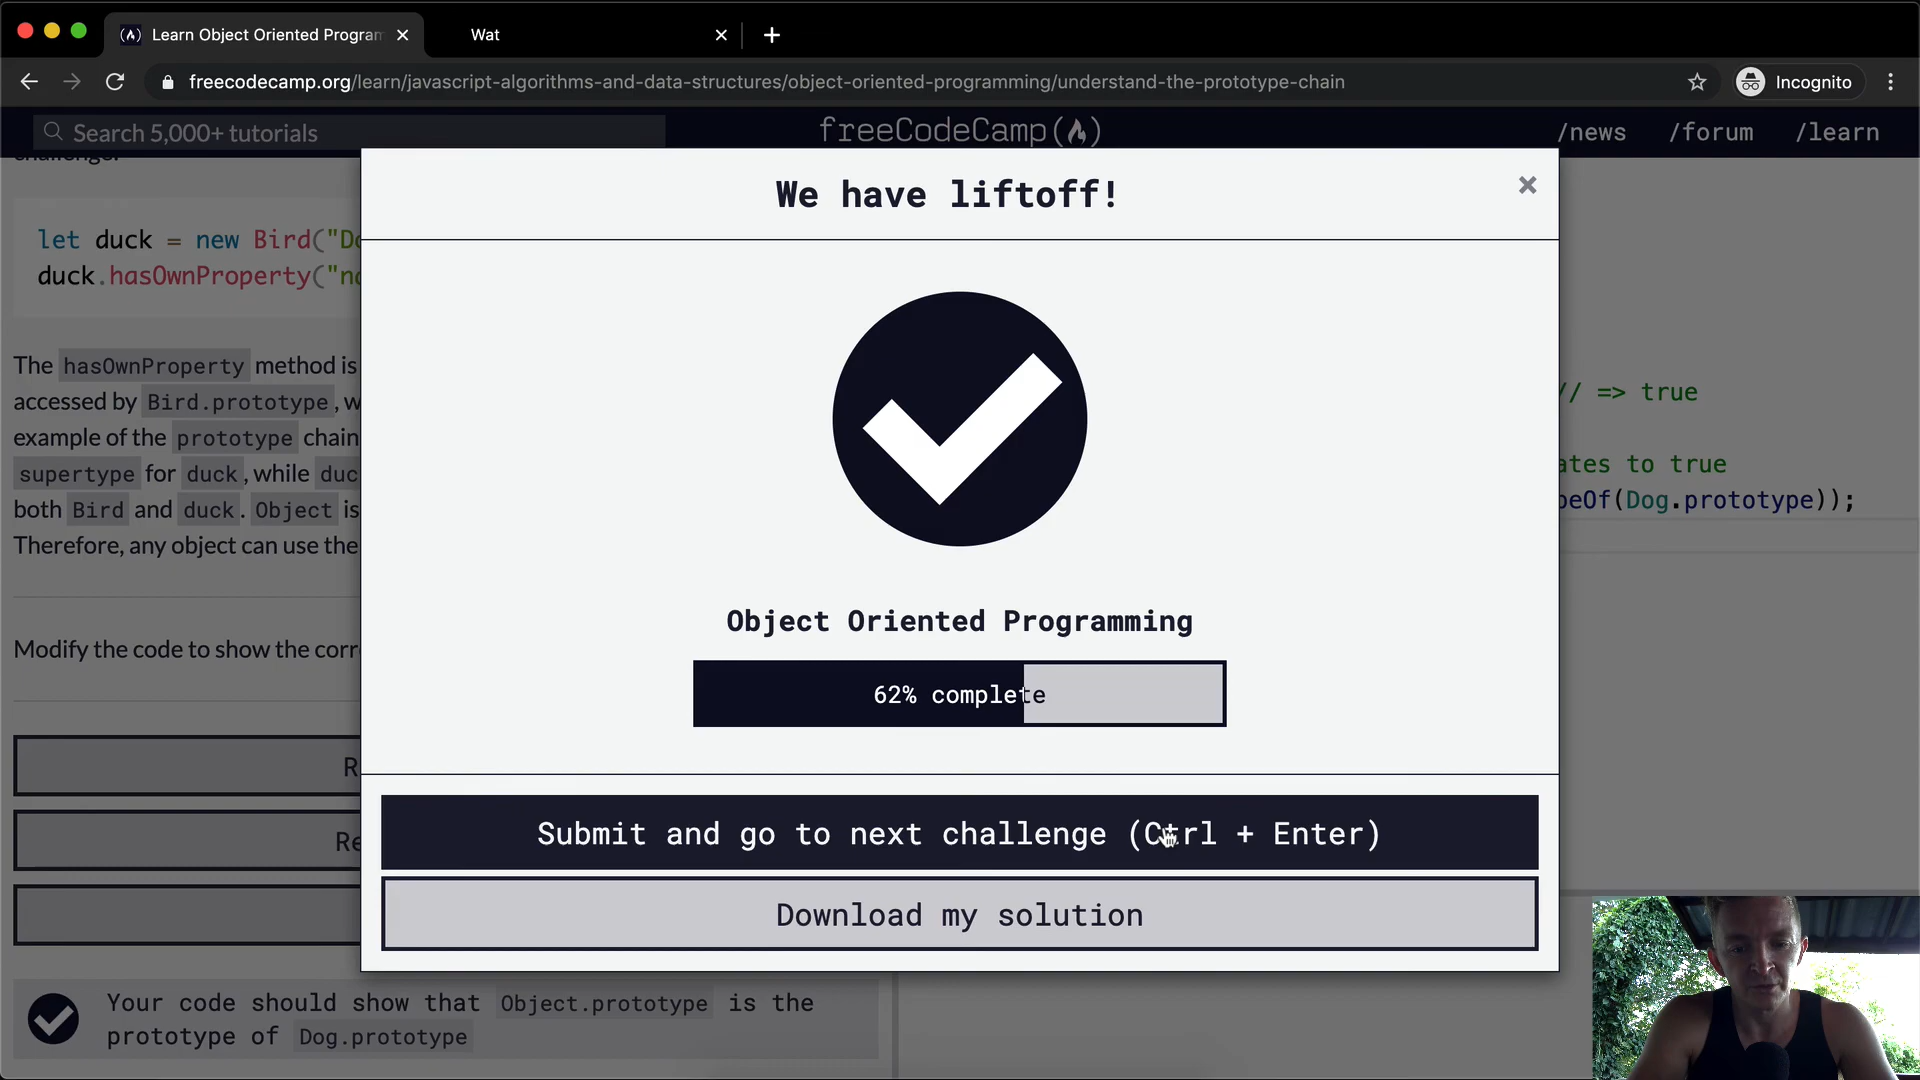 Learn Object Oriented Program
Wat
freecodecamp.org/learn/javascript-algorithms-and-data-structures/object-oriented-programming/understand-the-prototype-chain
Incognito
Search 5,000+ tutorials
freeCodeCamp
/news
/forum
/learn
challenge.
We have liftoff!
let duck = new Bird("Do
duck.hasOwnProperty("na
The hasOwnProperty method is
accessed by Bird.prototype, w
example of the prototype chain
supertype for duck, while duc
both Bird and duck. Object is
Therefore, any object can use the
Modify the code to show the corre
// => true
ates to true
peOf(Dog.prototype));
Object Oriented Programming
62% complete
Submit and go to next challenge (Ctrl + Enter)
Download my solution
R
Re
Your code should show that Object.prototype is the
prototype of Dog.prototype